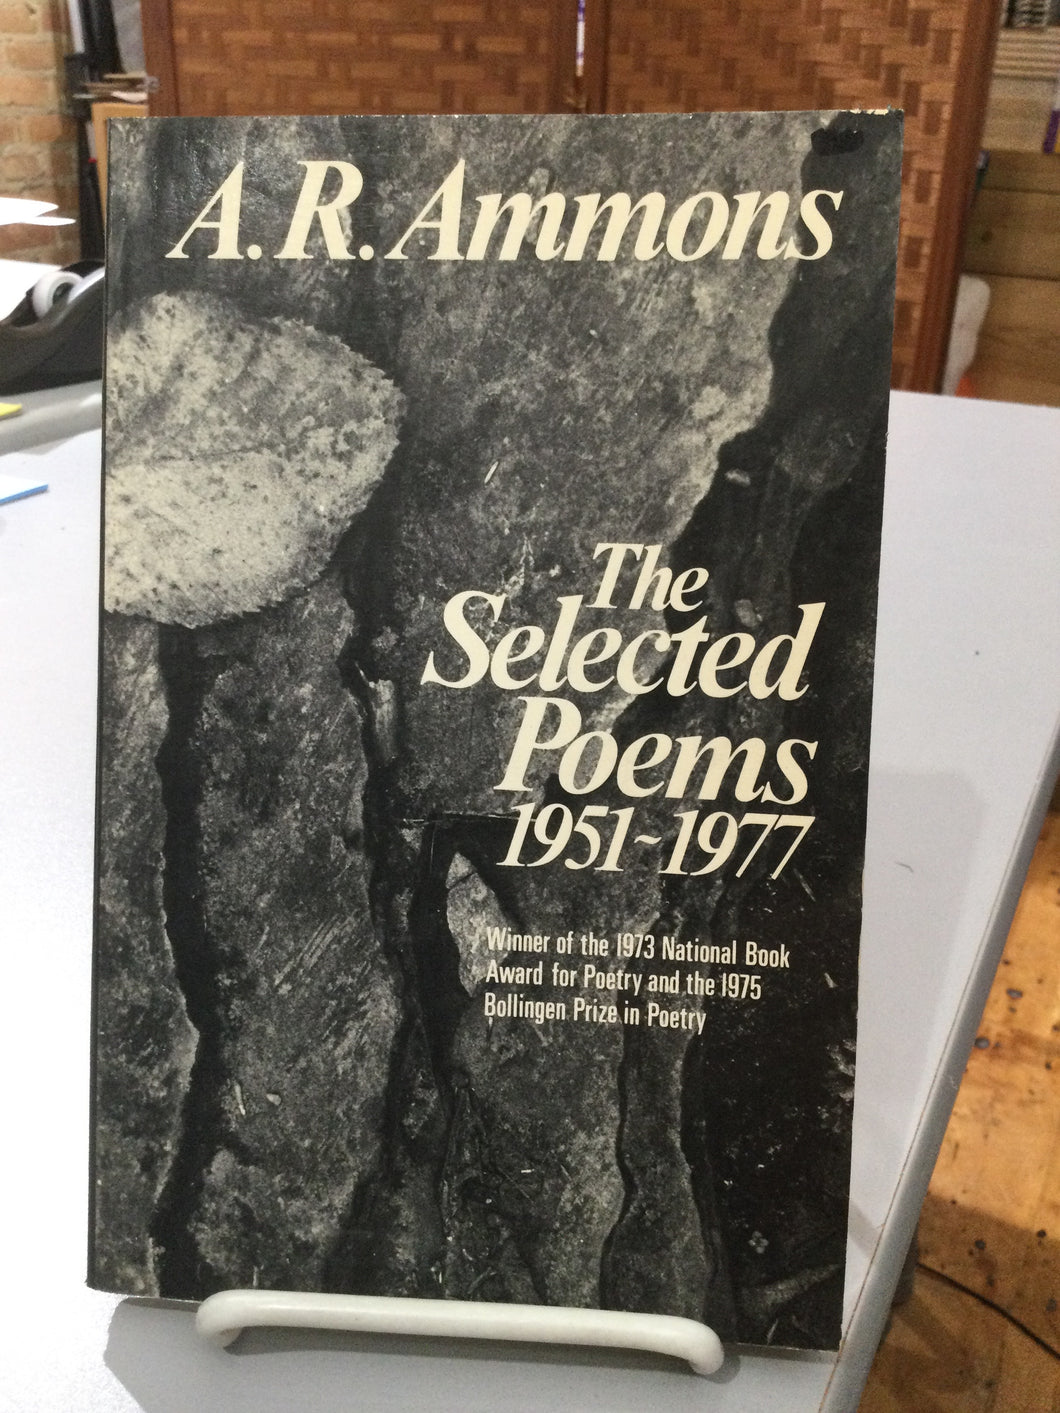 A. R. Ammons
The
Selected
Poems
1951~1977
Winner of the 1973 National Book
Award for Poetry and the 1975
Bollingen Prize in Poetry